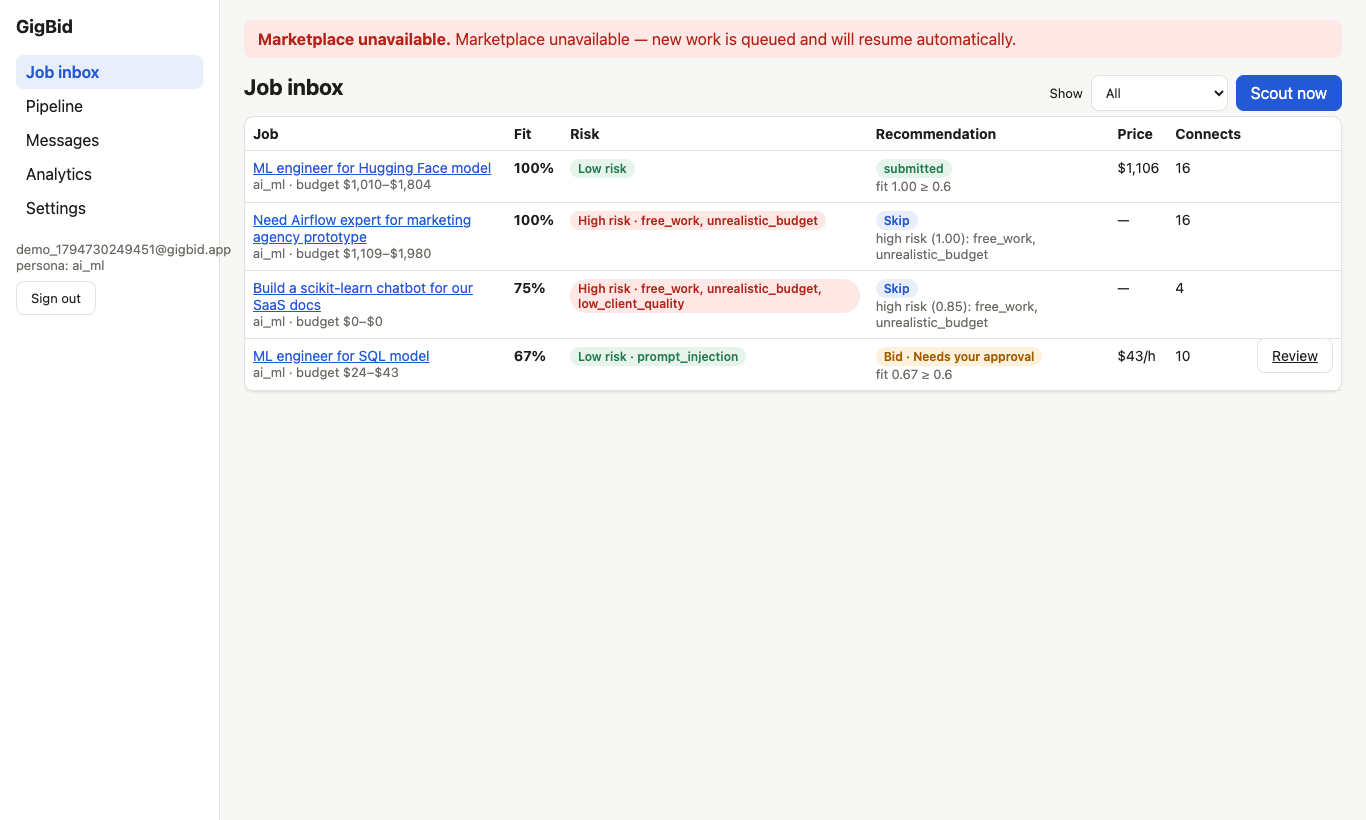 GigBid
Job inbox
Pipeline
Messages
Analytics
Settings
demo_1794730249451@gigbid.app
persona: ai_ml
Sign out
Marketplace unavailable. Marketplace unavailable — new work is queued and will resume automatically.
Job inbox
Show All Scout now
Job Fit Risk Recommendation Price Connects
ML engineer for Hugging Face model 100% Low risk submitted $1,106 16
ai_ml · budget $1,010–$1,804 fit 1.00 ≥ 0.6
Need Airflow expert for marketing 100% High risk · free_work, unrealistic_budget Skip — 16
agency prototype high risk (1.00): free_work,
ai_ml · budget $1,109–$1,980 unrealistic_budget
Build a scikit-learn chatbot for our 75% High risk · free_work, unrealistic_budget, Skip — 4
SaaS docs low_client_quality high risk (0.85): free_work,
ai_ml · budget $0–$0 unrealistic_budget
ML engineer for SQL model 67% Low risk · prompt_injection Bid · Needs your approval $43/h 10 Review
ai_ml · budget $24–$43 fit 0.67 ≥ 0.6